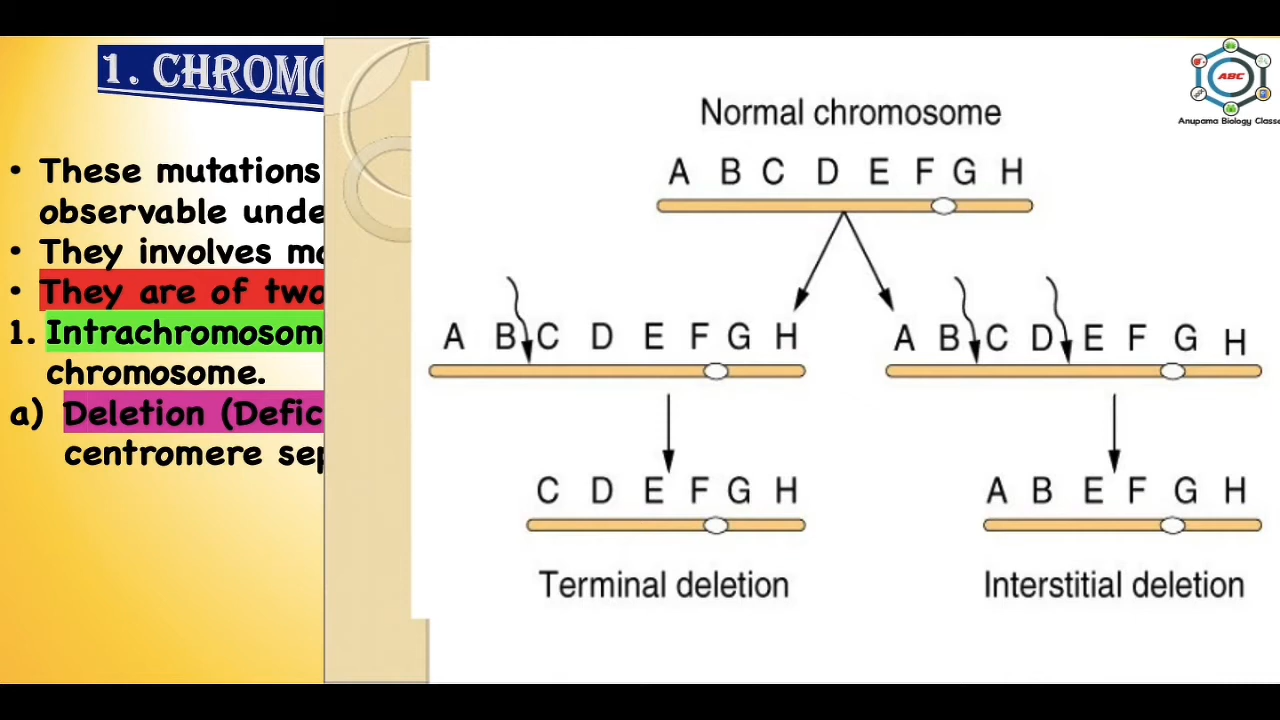 1. CHROMO
These mutations
observable unde
• They involves mo
• They are of two
1. Intrachromosom
chromosome.
a) Deletion (Defic
centromere sep
Normal chromosome
A B C D E F G H
A B C D E F G H
A B C D E F G H
C D E F G H
A B E F G H
Terminal deletion
Interstitial deletion
ABC
Anupama Biology Classe